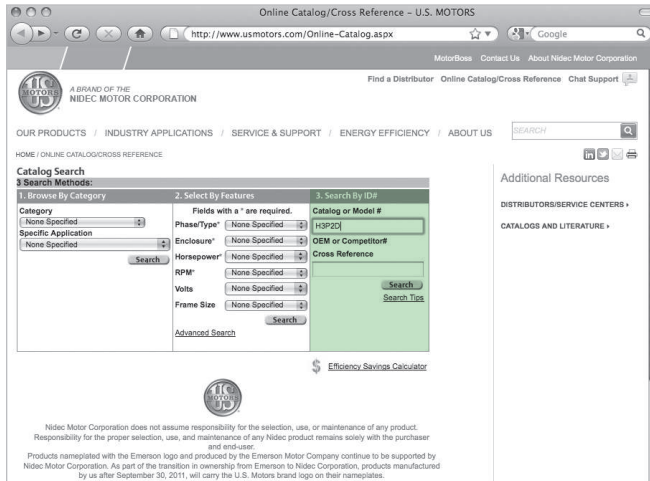 Online Catalog/Cross Reference – U.S. MOTORS
http://www.usmotors.com/Online-Catalog.aspx
Google
MotorBoss Contact Us About Nidec Motor Corporation
US
MOTORS
A BRAND OF THE
NIDEC MOTOR CORPORATION
Find a Distributor Online Catalog/Cross Reference Chat Support
OUR PRODUCTS / INDUSTRY APPLICATIONS / SERVICE & SUPPORT / ENERGY EFFICIENCY / ABOUT US
SEARCH
HOME / ONLINE CATALOG/CROSS REFERENCE
in
Catalog Search
3 Search Methods:
1. Browse By Category
Category
None Specified
Specific Application
None Specified
Search
2. Select By Features
Fields with a * are required.
Phase/Type* None Specified
Enclosure* None Specified
Horsepower* None Specified
RPM* None Specified
Volts None Specified
Frame Size None Specified
Search
Advanced Search
3. Search By ID#
Catalog or Model #
H3P2D
OEM or Competitor#
Cross Reference
Search
Search Tips
Additional Resources
DISTRIBUTORS/SERVICE CENTERS
CATALOGS AND LITERATURE
$ Efficiency Savings Calculator
US
MOTORS
Nidec Motor Corporation does not assume responsibility for the selection, use, or maintenance of any product.
Responsibility for the proper selection, use, and maintenance of any Nidec product remains solely with the purchaser
and end-user.
Products nameplated with the Emerson logo and produced by the Emerson Motor Company continue to be supported by
Nidec Motor Corporation. As part of the transition in ownership from Emerson to Nidec Corporation, products manufactured
by us after September 30, 2011, will carry the U.S. Motors brand logo on their nameplates.